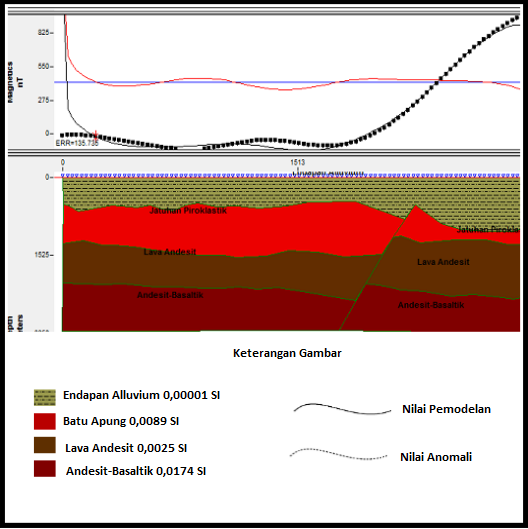 825-
550-
275-
0-
Magnetics
nT
ERR=135.735
0
1513
0-
1525
Jatuhan Piroklastik
Jatuhan Pirokla
Lava Andesit
Lava Andesit
Andesit-Basaltik
Andesit-Basaltik
Keterangan Gambar
Endapan Alluvium 0,00001 SI
Batu Apung 0,0089 SI
Lava Andesit 0,0025 SI
Andesit-Basaltik 0,0174 SI
Nilai Pemodelan
Nilai Anomali